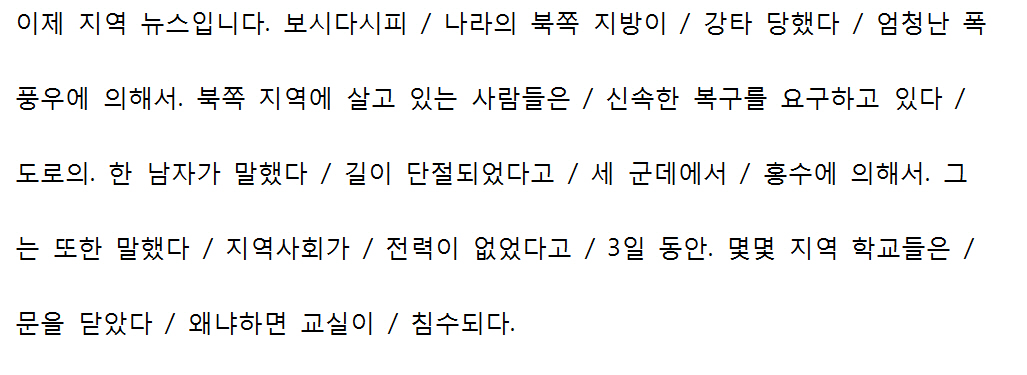 이제 지역 뉴스입니다. 보시다시피 / 나라의 북쪽 지방이 / 강타 당했다 / 엄청난 폭
풍우에 의해서. 북쪽 지역에 살고 있는 사람들은 / 신속한 복구를 요구하고 있다 /
도로의. 한 남자가 말했다 / 길이 단절되었다고 / 세 군데에서 / 홍수에 의해서. 그
는 또한 말했다 / 지역사회가 / 전력이 없었다고 / 3일 동안. 몇몇 지역 학교들은 /
문을 닫았다 / 왜냐하면 교실이 / 침수되다.